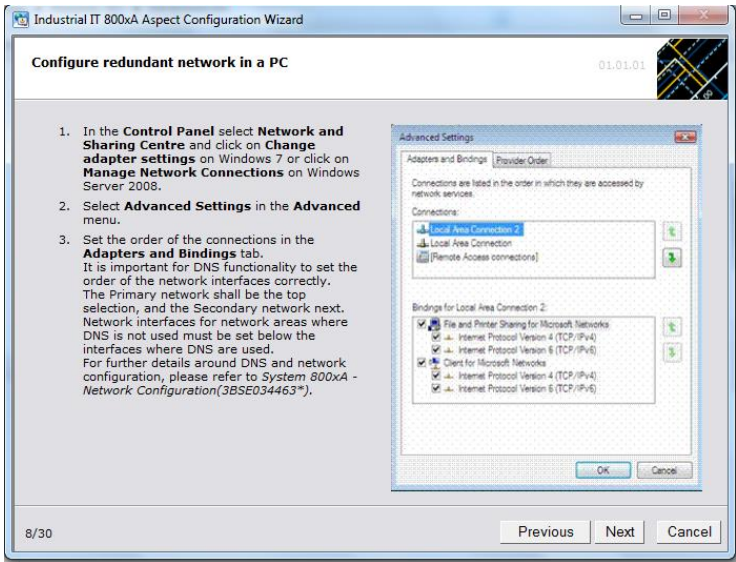 Industrial IT 800xA Aspect Configuration Wizard
Configure redundant network in a PC
01.01.01
1. In the Control Panel select Network and
Sharing Centre and click on Change
adapter settings on Windows 7 or click on
Manage Network Connections on Windows
Server 2008.
2. Select Advanced Settings in the Advanced
menu.
3. Set the order of the connections in the
Adapters and Bindings tab.
It is important for DNS functionality to set the
order of the network interfaces correctly.
The Primary network shall be the top
selection, and the Secondary network next.
Network interfaces for network areas where
DNS is not used must be set below the
interfaces where DNS are used.
For further details around DNS and network
configuration, please refer to System 800xA -
Network Configuration(3BSE034463*).
Advanced Settings
Adapters and Bindings Provider Order
Connections are listed in the order in which they are accessed by
network services.
Connections:
Local Area Connection 2
Local Area Connection
[Remote Access connections]
Bindings for Local Area Connection 2:
File and Printer Sharing for Microsoft Networks
Internet Protocol Version 4 (TCP/IPv4)
Internet Protocol Version 6 (TCP/IPv6)
Client for Microsoft Networks
Internet Protocol Version 4 (TCP/IPv4)
Internet Protocol Version 6 (TCP/IPv6)
OK Cancel
8/30
Previous Next Cancel